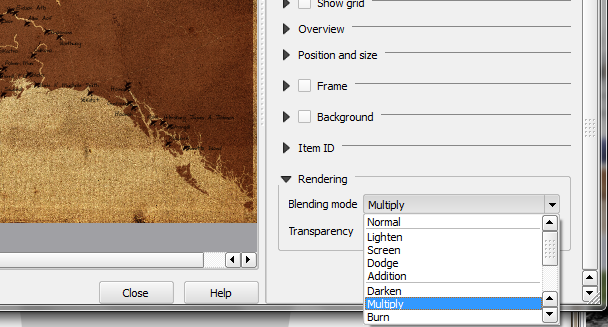 Show grid
Overview
Position and size
Frame
Background
Item ID
Rendering
Blending mode Multiply
Transparency
Normal
Lighten
Screen
Dodge
Addition
Darken
Multiply
Burn
Close Help